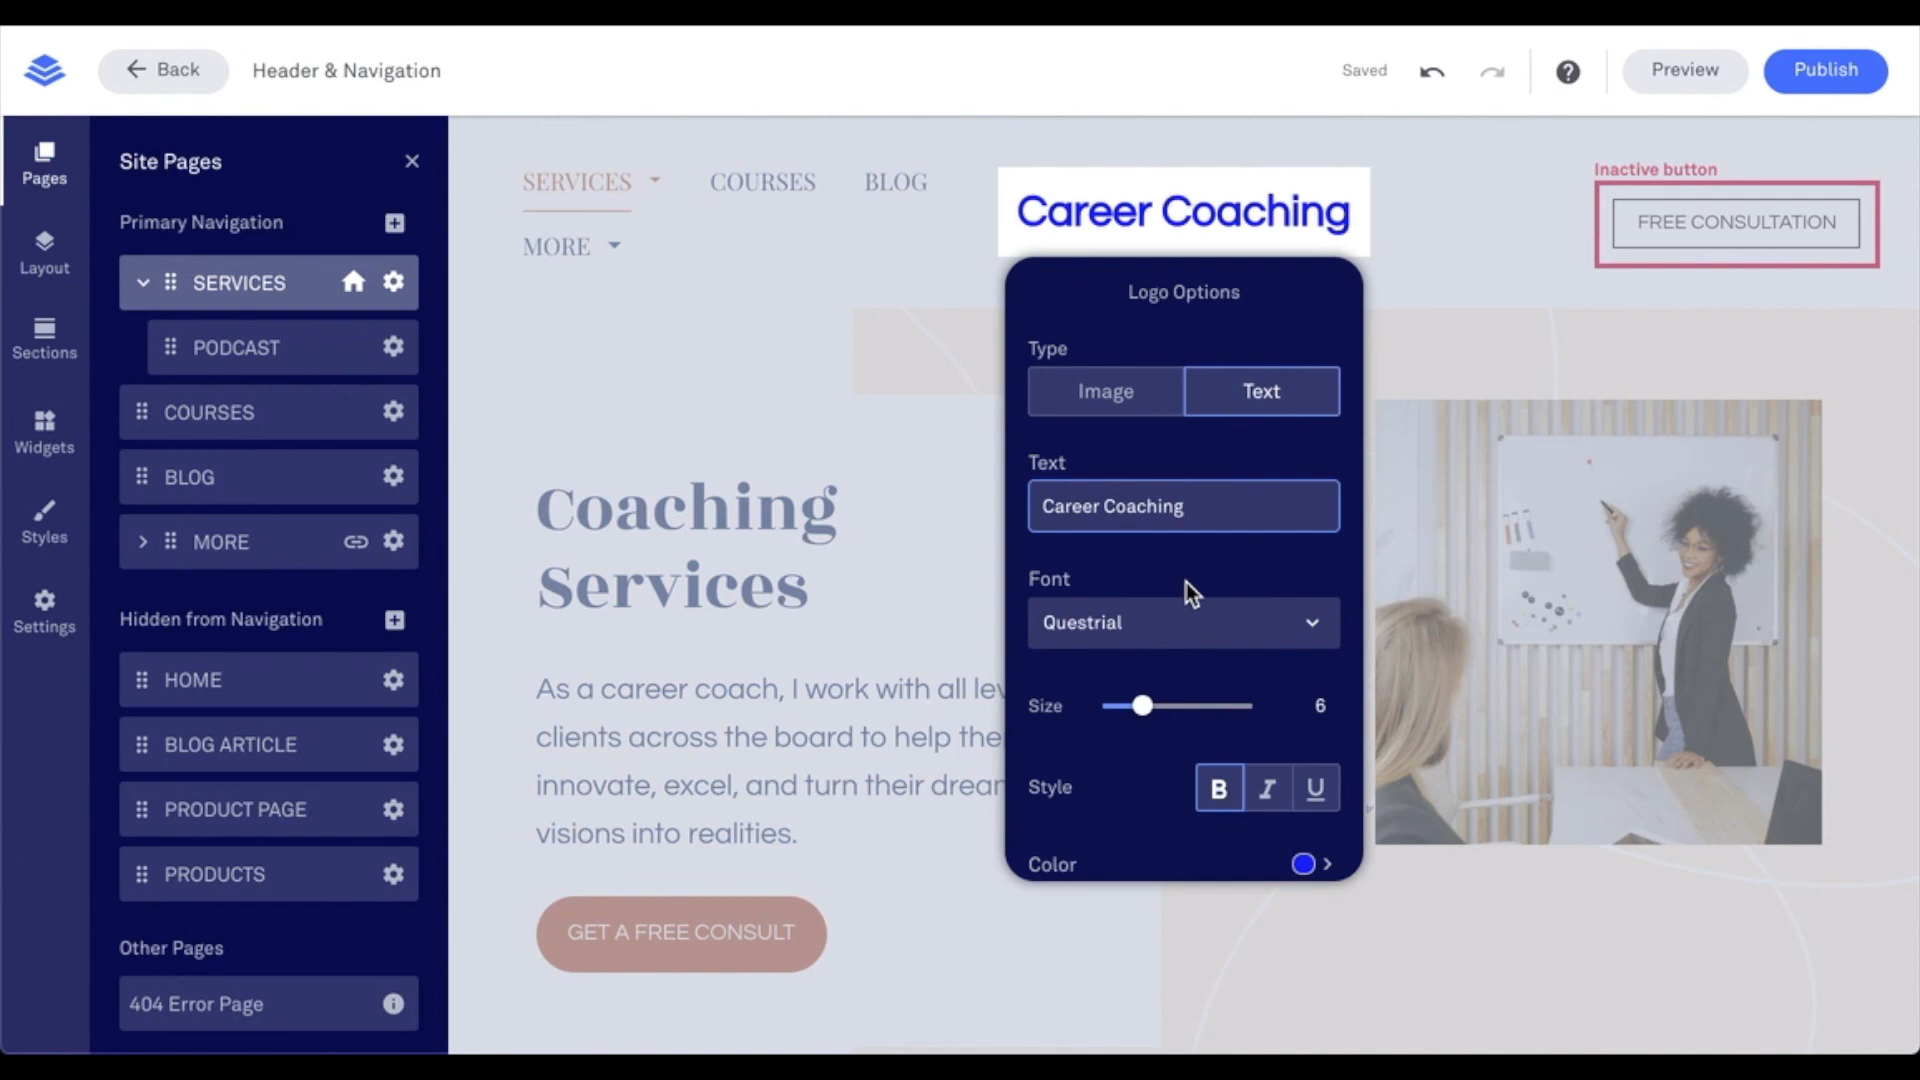 Back
Header & Navigation
Saved
Preview
Publish
Pages
Layout
Sections
Widgets
Styles
Settings
Site Pages
Primary Navigation
SERVICES
PODCAST
COURSES
BLOG
MORE
Hidden from Navigation
HOME
BLOG ARTICLE
PRODUCT PAGE
PRODUCTS
Other Pages
404 Error Page
SERVICES COURSES BLOG
MORE
Career Coaching
Inactive button
FREE CONSULTATION
Coaching
Services
As a career coach, I work with all
clients across the board to help
innovate, excel, and turn their
visions into realities.
GET A FREE CONSULT
Logo Options
Type
Image Text
Text
Career Coaching
Font
Questrial
Size 6
Style B I U
Color